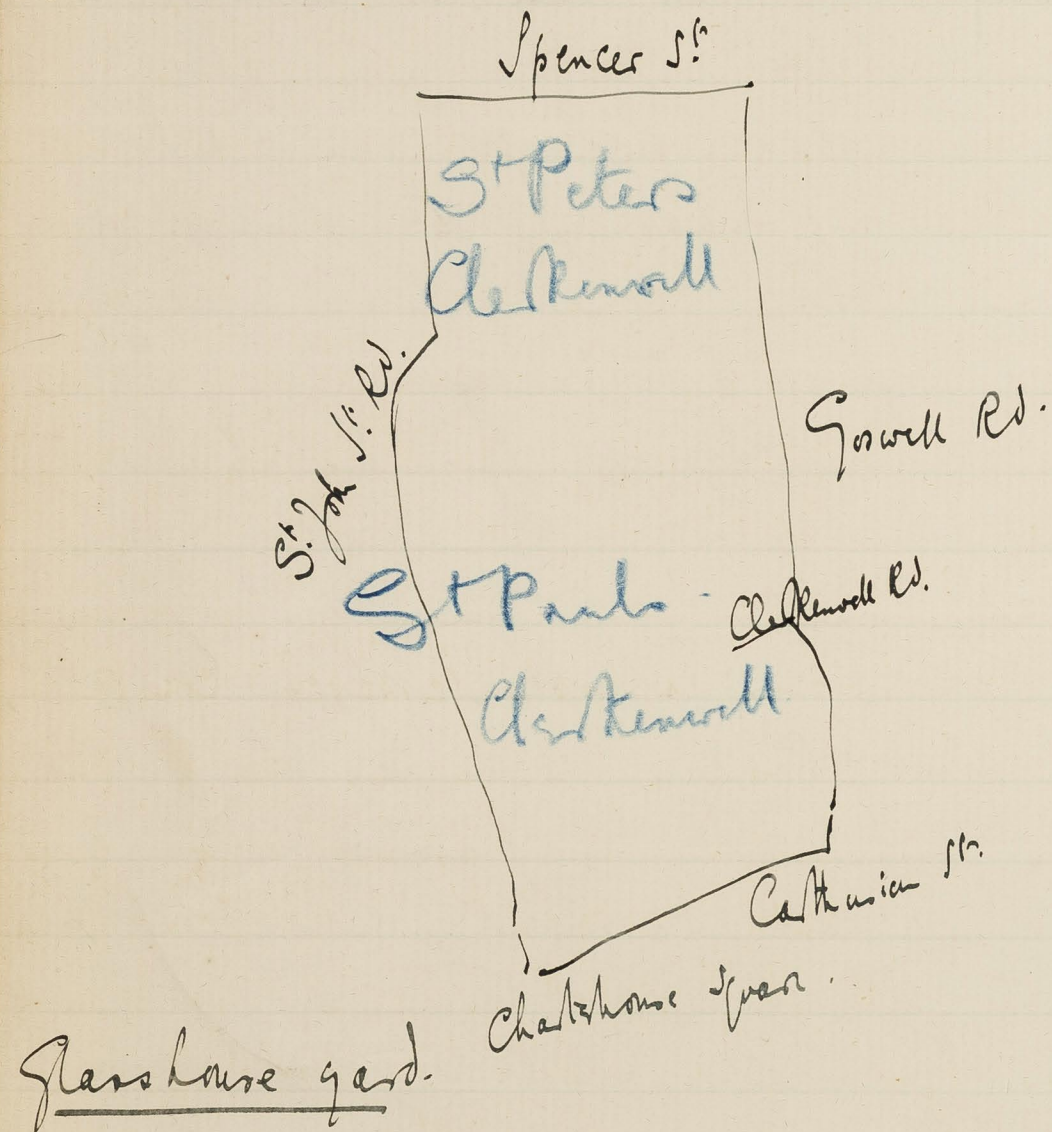 Spencer St.
St Peters
Clerkenwell
St. John St. Rd.
Goswell Rd.
St Pauls
Clerkenwell Rd.
Clerkenwell
Carthusian St.
Charterhouse Square.
Glasshouse yard.